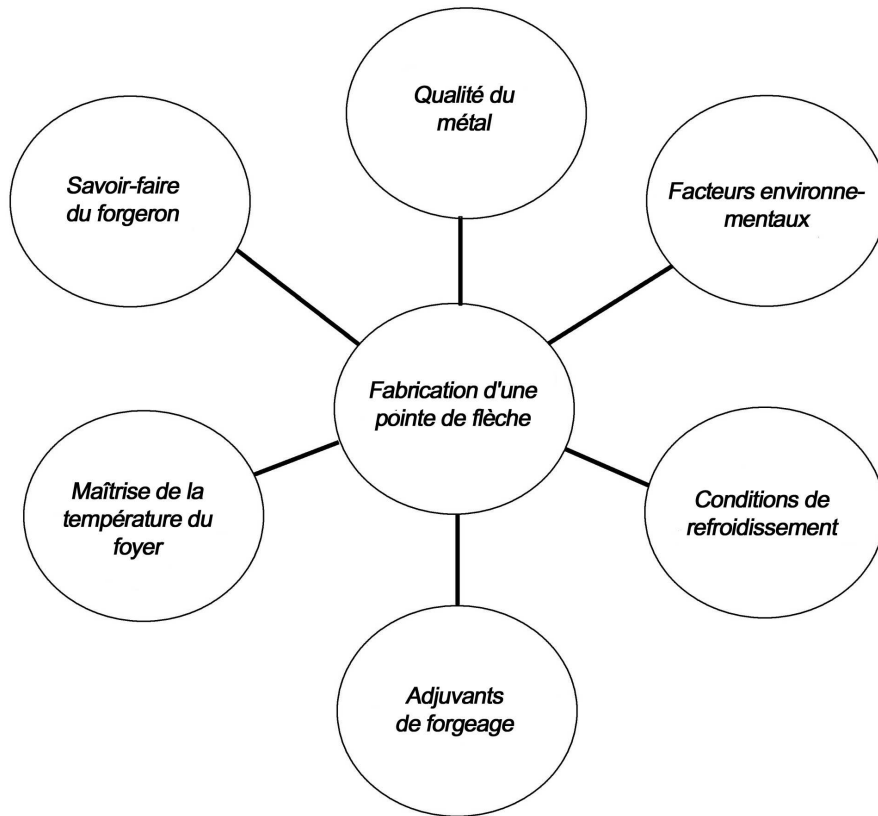 Qualité du
métal
Savoir-faire
du forgeron
Facteurs environne-
mentaux
Fabrication d'une
pointe de flèche
Maîtrise de la
température du
foyer
Conditions de
refroidissement
Adjuvants
de forgeage